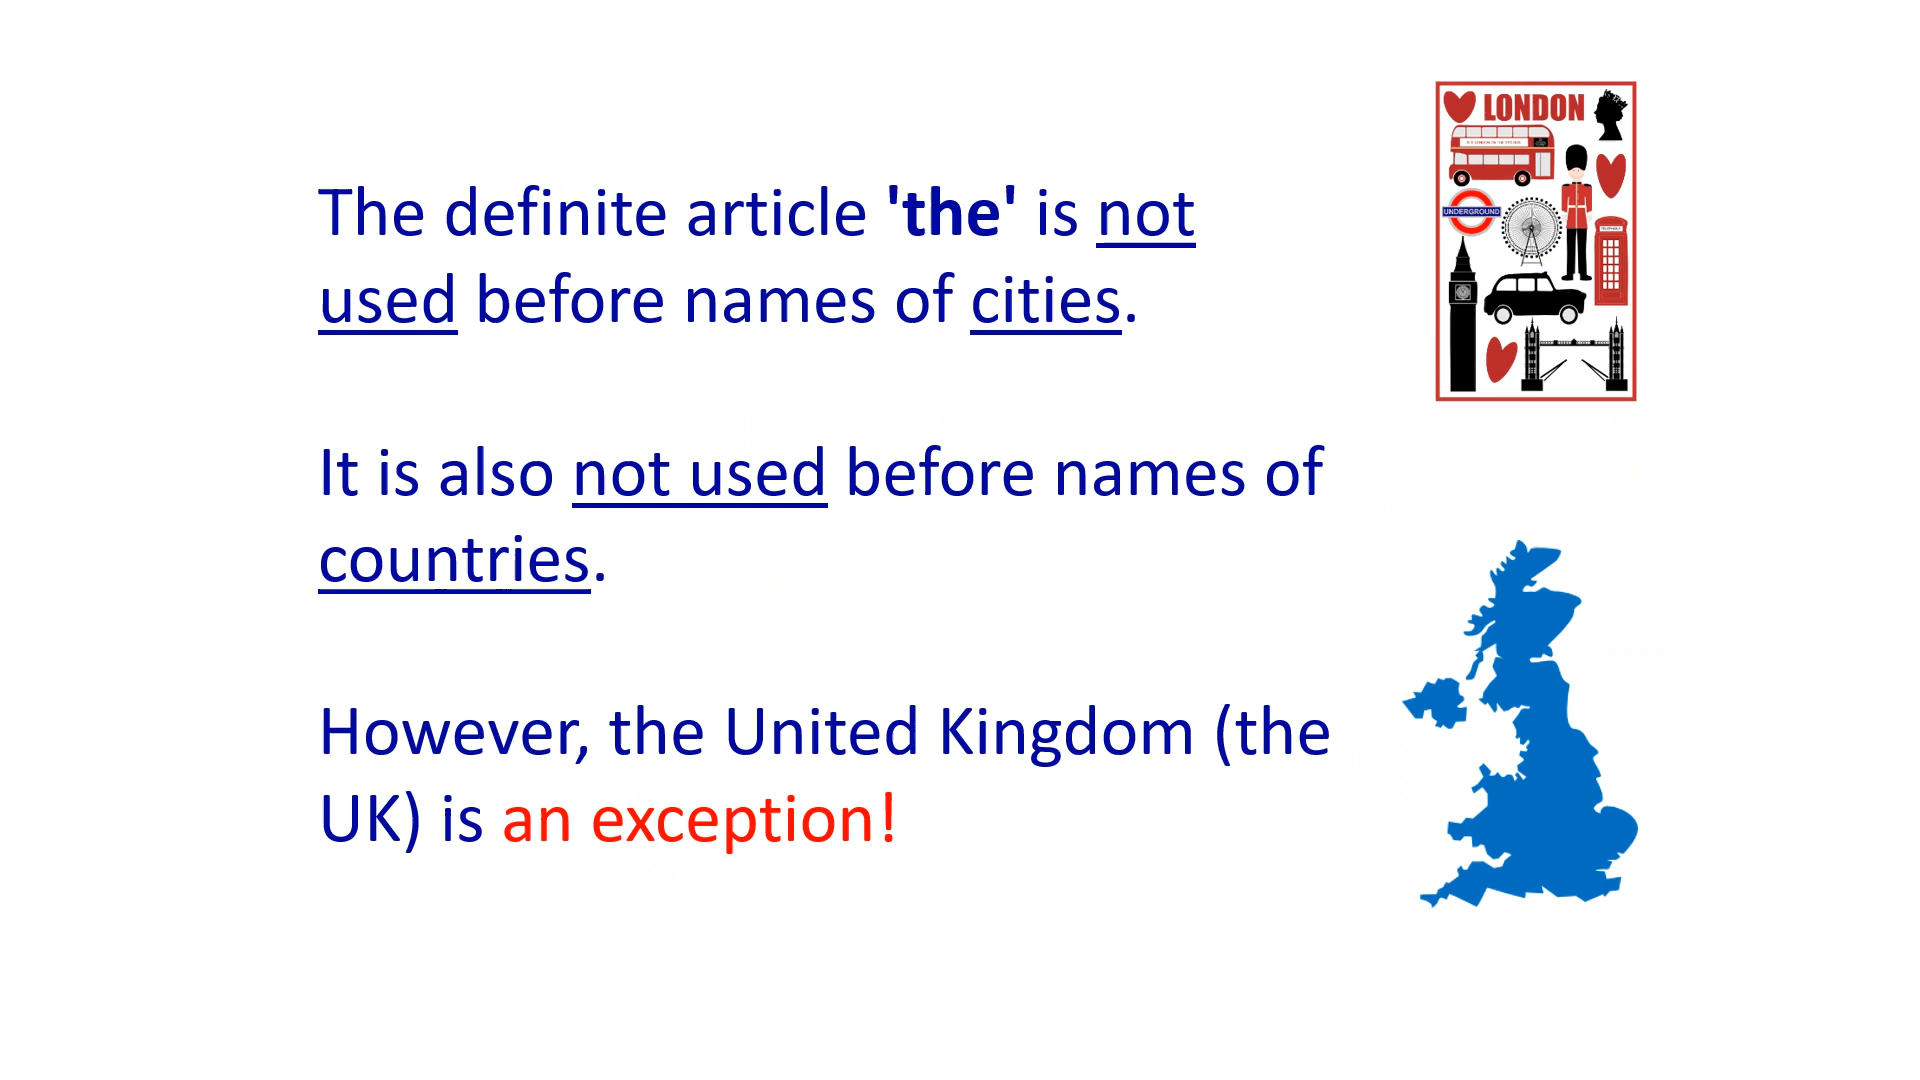 The definite article 'the' is not
used before names of cities.
It is also not used before names of
countries.
However, the United Kingdom (the
UK) is an exception!
LONDON
UNDERGROUND
TELEPHONE